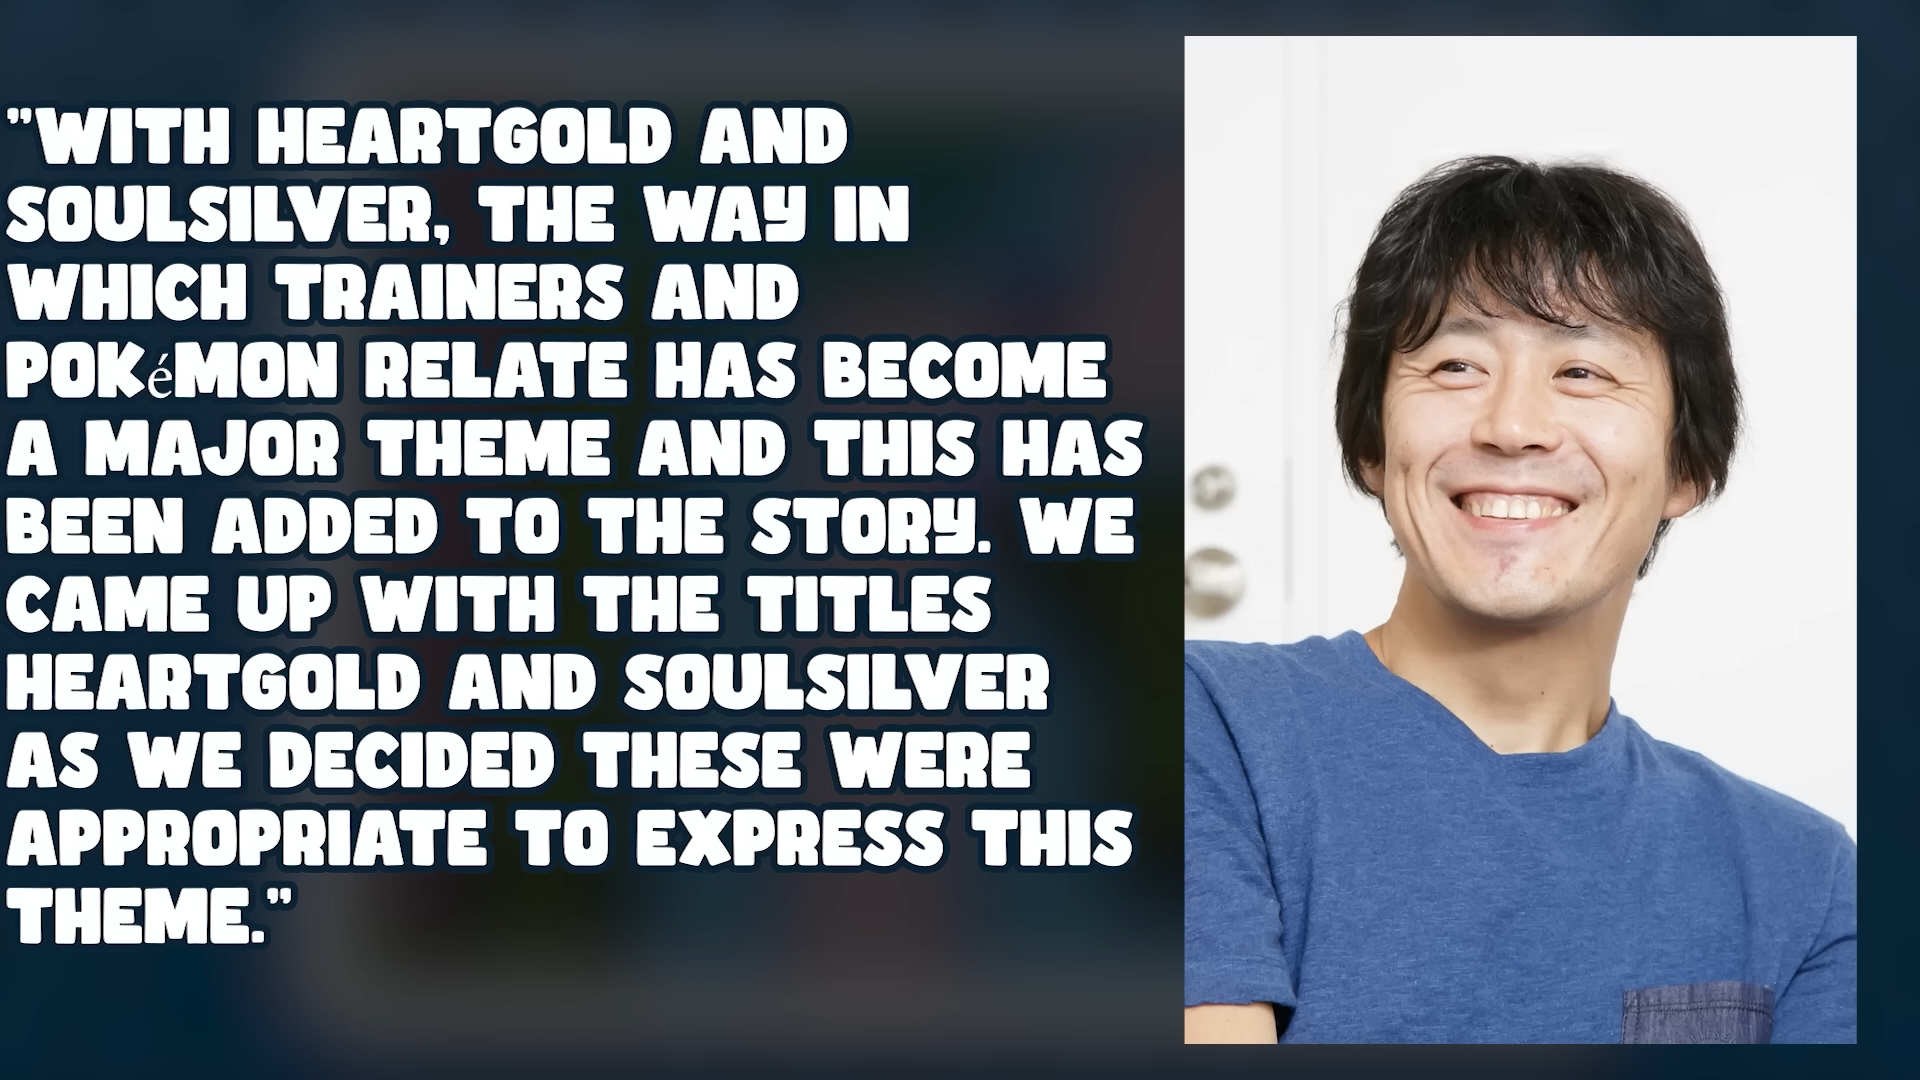 "WITH HEARTGOLD AND
SOULSILVER, THE WAY IN
WHICH TRAINERS AND
POKéMON RELATE HAS BECOME
A MAJOR THEME AND THIS HAS
BEEN ADDED TO THE STORY. WE
CAME UP WITH THE TITLES
HEARTGOLD AND SOULSILVER
AS WE DECIDED THESE WERE
APPROPRIATE TO EXPRESS THIS
THEME."